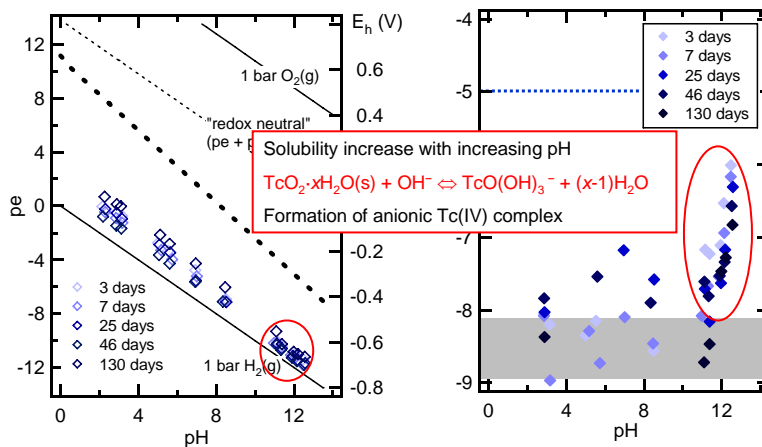 pe
12
8
4
0
-4
-8
-12
0
4
8
12
pH
E_h (V)
0.8
0.4
-0.2
-0.4
-0.6
-0.8
1 bar O₂(g)
"redox neutral"
(pe + p
1 bar H₂(g)
3 days
7 days
25 days
46 days
130 days
Solubility increase with increasing pH
TcO₂·xH₂O(s) + OH⁻ ⇔ TcO(OH)₃⁻ + (x-1)H₂O
Formation of anionic Tc(IV) complex
-4
-5
-7
-8
-9
0
4
8
12
pH
3 days
7 days
25 days
46 days
130 days